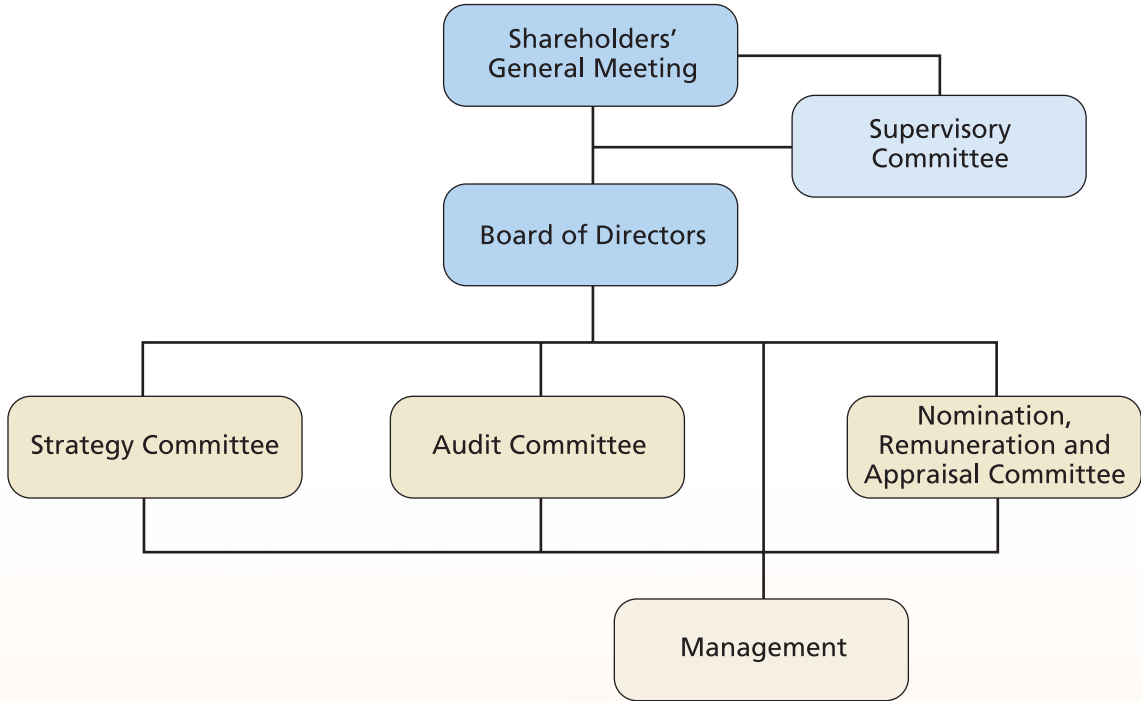 Shareholders’
General Meeting
Supervisory
Committee
Board of Directors
Strategy Committee
Audit Committee
Nomination,
Remuneration and
Appraisal Committee
Management